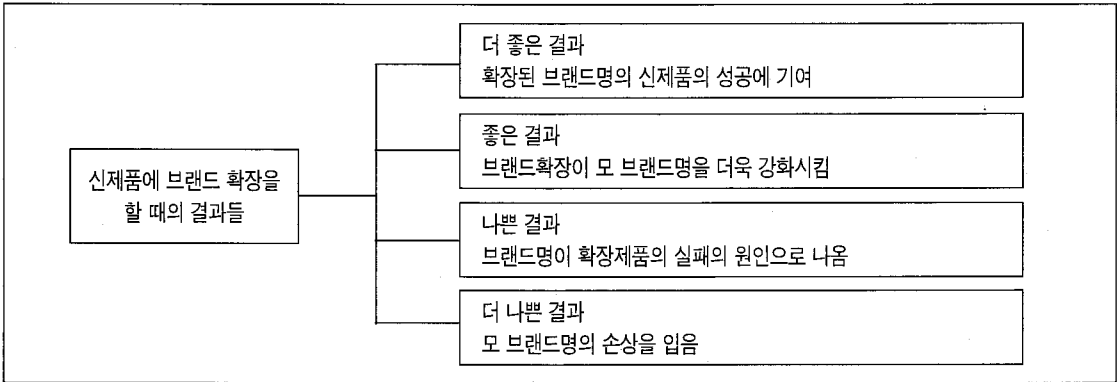 신제품에 브랜드 확장을
할 때의 결과들
더 좋은 결과
확장된 브랜드명의 신제품의 성공에 기여
좋은 결과
브랜드확장이 모 브랜드명을 더욱 강화시킴
나쁜 결과
브랜드명이 확장제품의 실패의 원인으로 나옴
더 나쁜 결과
모 브랜드명의 손상을 입음